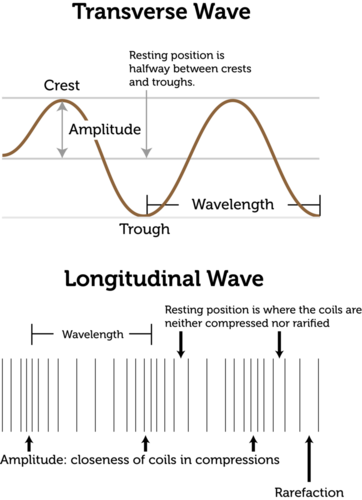 Transverse Wave
Resting position is
halfway between crests
and troughs.
Crest
Amplitude
Wavelength
Trough
Longitudinal Wave
Resting position is where the coils are
neither compressed nor rarified
Wavelength
Amplitude: closeness of coils in compressions
Rarefaction